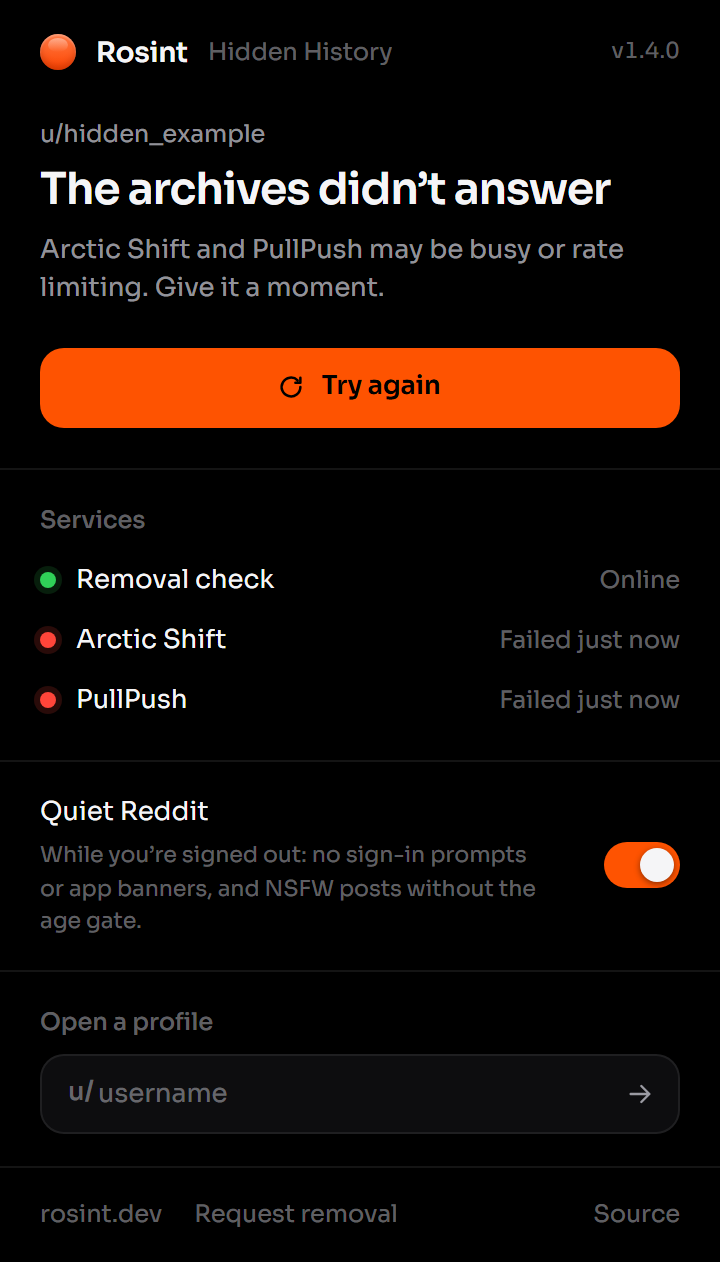 Rosint Hidden History v1.4.0
u/hidden_example
The archives didn’t answer
Arctic Shift and PullPush may be busy or rate
limiting. Give it a moment.
Try again
Services
Removal check Online
Arctic Shift Failed just now
PullPush Failed just now
Quiet Reddit
While you’re signed out: no sign-in prompts
or app banners, and NSFW posts without the
age gate.
Open a profile
u/ username
rosint.dev Request removal Source